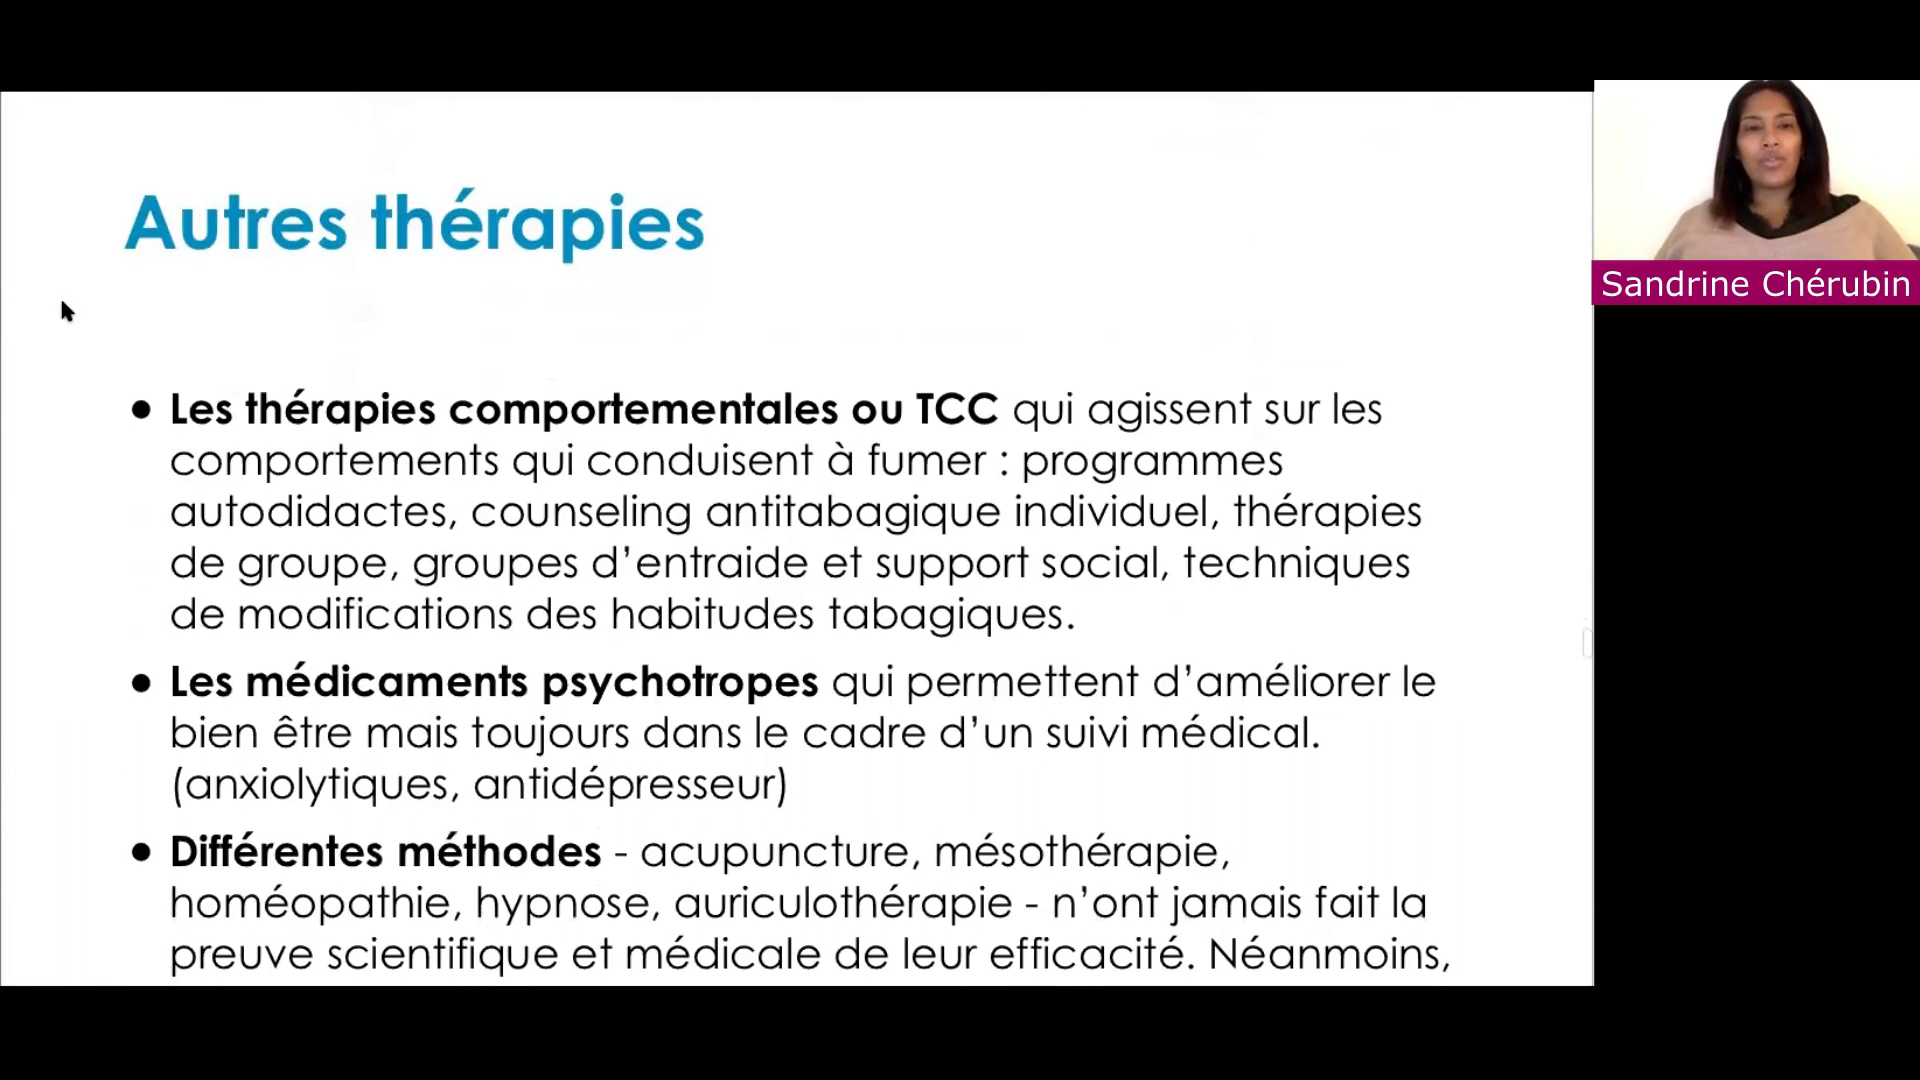 Autres thérapies
Sandrine Chérubin
● Les thérapies comportementales ou TCC qui agissent sur les
comportements qui conduisent à fumer : programmes
autodidactes, counseling antitabagique individuel, thérapies
de groupe, groupes d’entraide et support social, techniques
de modifications des habitudes tabagiques.
● Les médicaments psychotropes qui permettent d’améliorer le
bien être mais toujours dans le cadre d’un suivi médical.
(anxiolytiques, antidépresseur)
● Différentes méthodes - acupuncture, mésothérapie,
homéopathie, hypnose, auriculothérapie - n’ont jamais fait la
preuve scientifique et médicale de leur efficacité. Néanmoins,